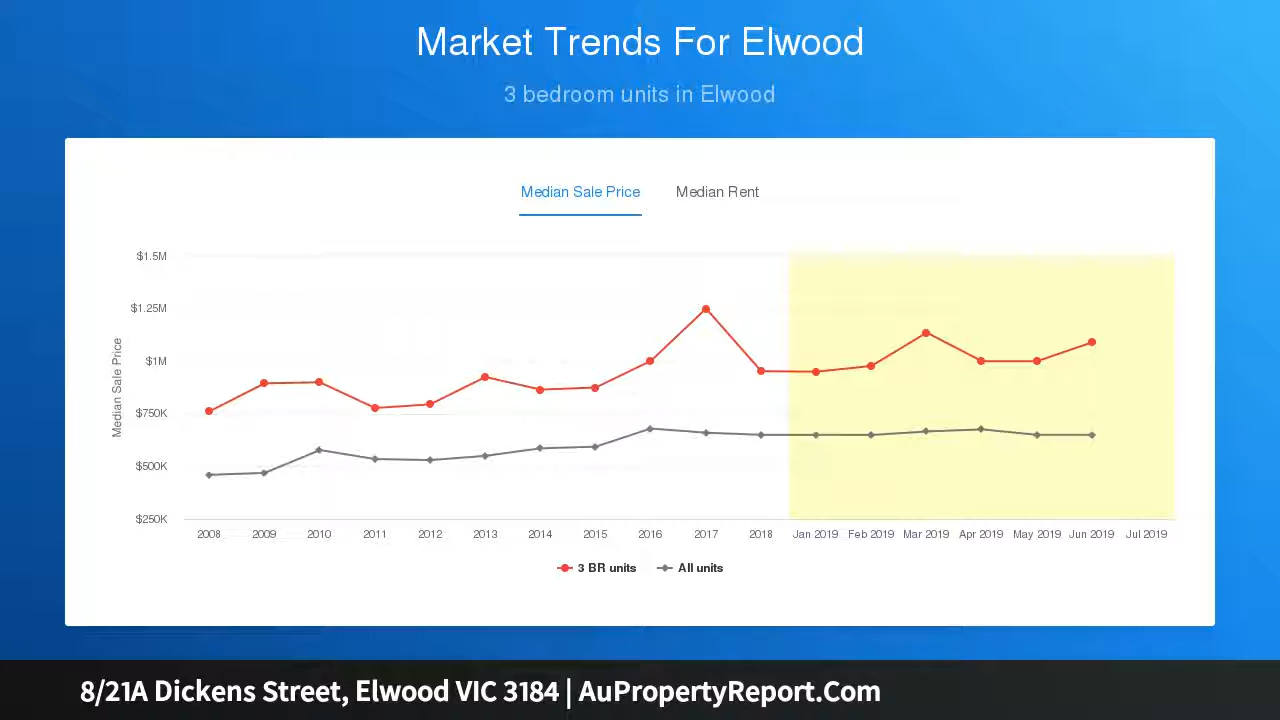 Market Trends For Elwood
3 bedroom units in Elwood
Median Sale Price Median Rent
$1.5M
$1.25M
$1M
$750K
$500K
$250K
Median Sale Price
2008 2009 2010 2011 2012 2013 2014 2015 2016 2017 2018 Jan 2019 Feb 2019 Mar 2019 Apr 2019 May 2019 Jun 2019 Jul 2019
3 BR units All units
8/21A Dickens Street, Elwood VIC 3184 | AuPropertyReport.Com